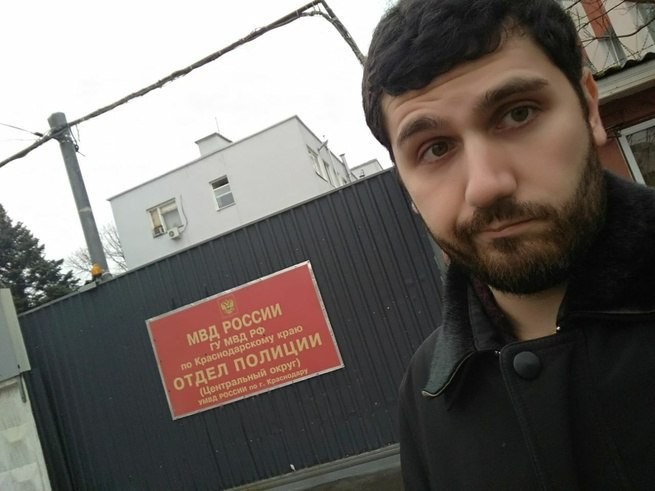 МВД РОССИИ
ГУ МВД РФ
по Краснодарскому краю
ОТДЕЛ ПОЛИЦИИ
(Центральный округ)
УМВД РОССИИ по г. Краснодару